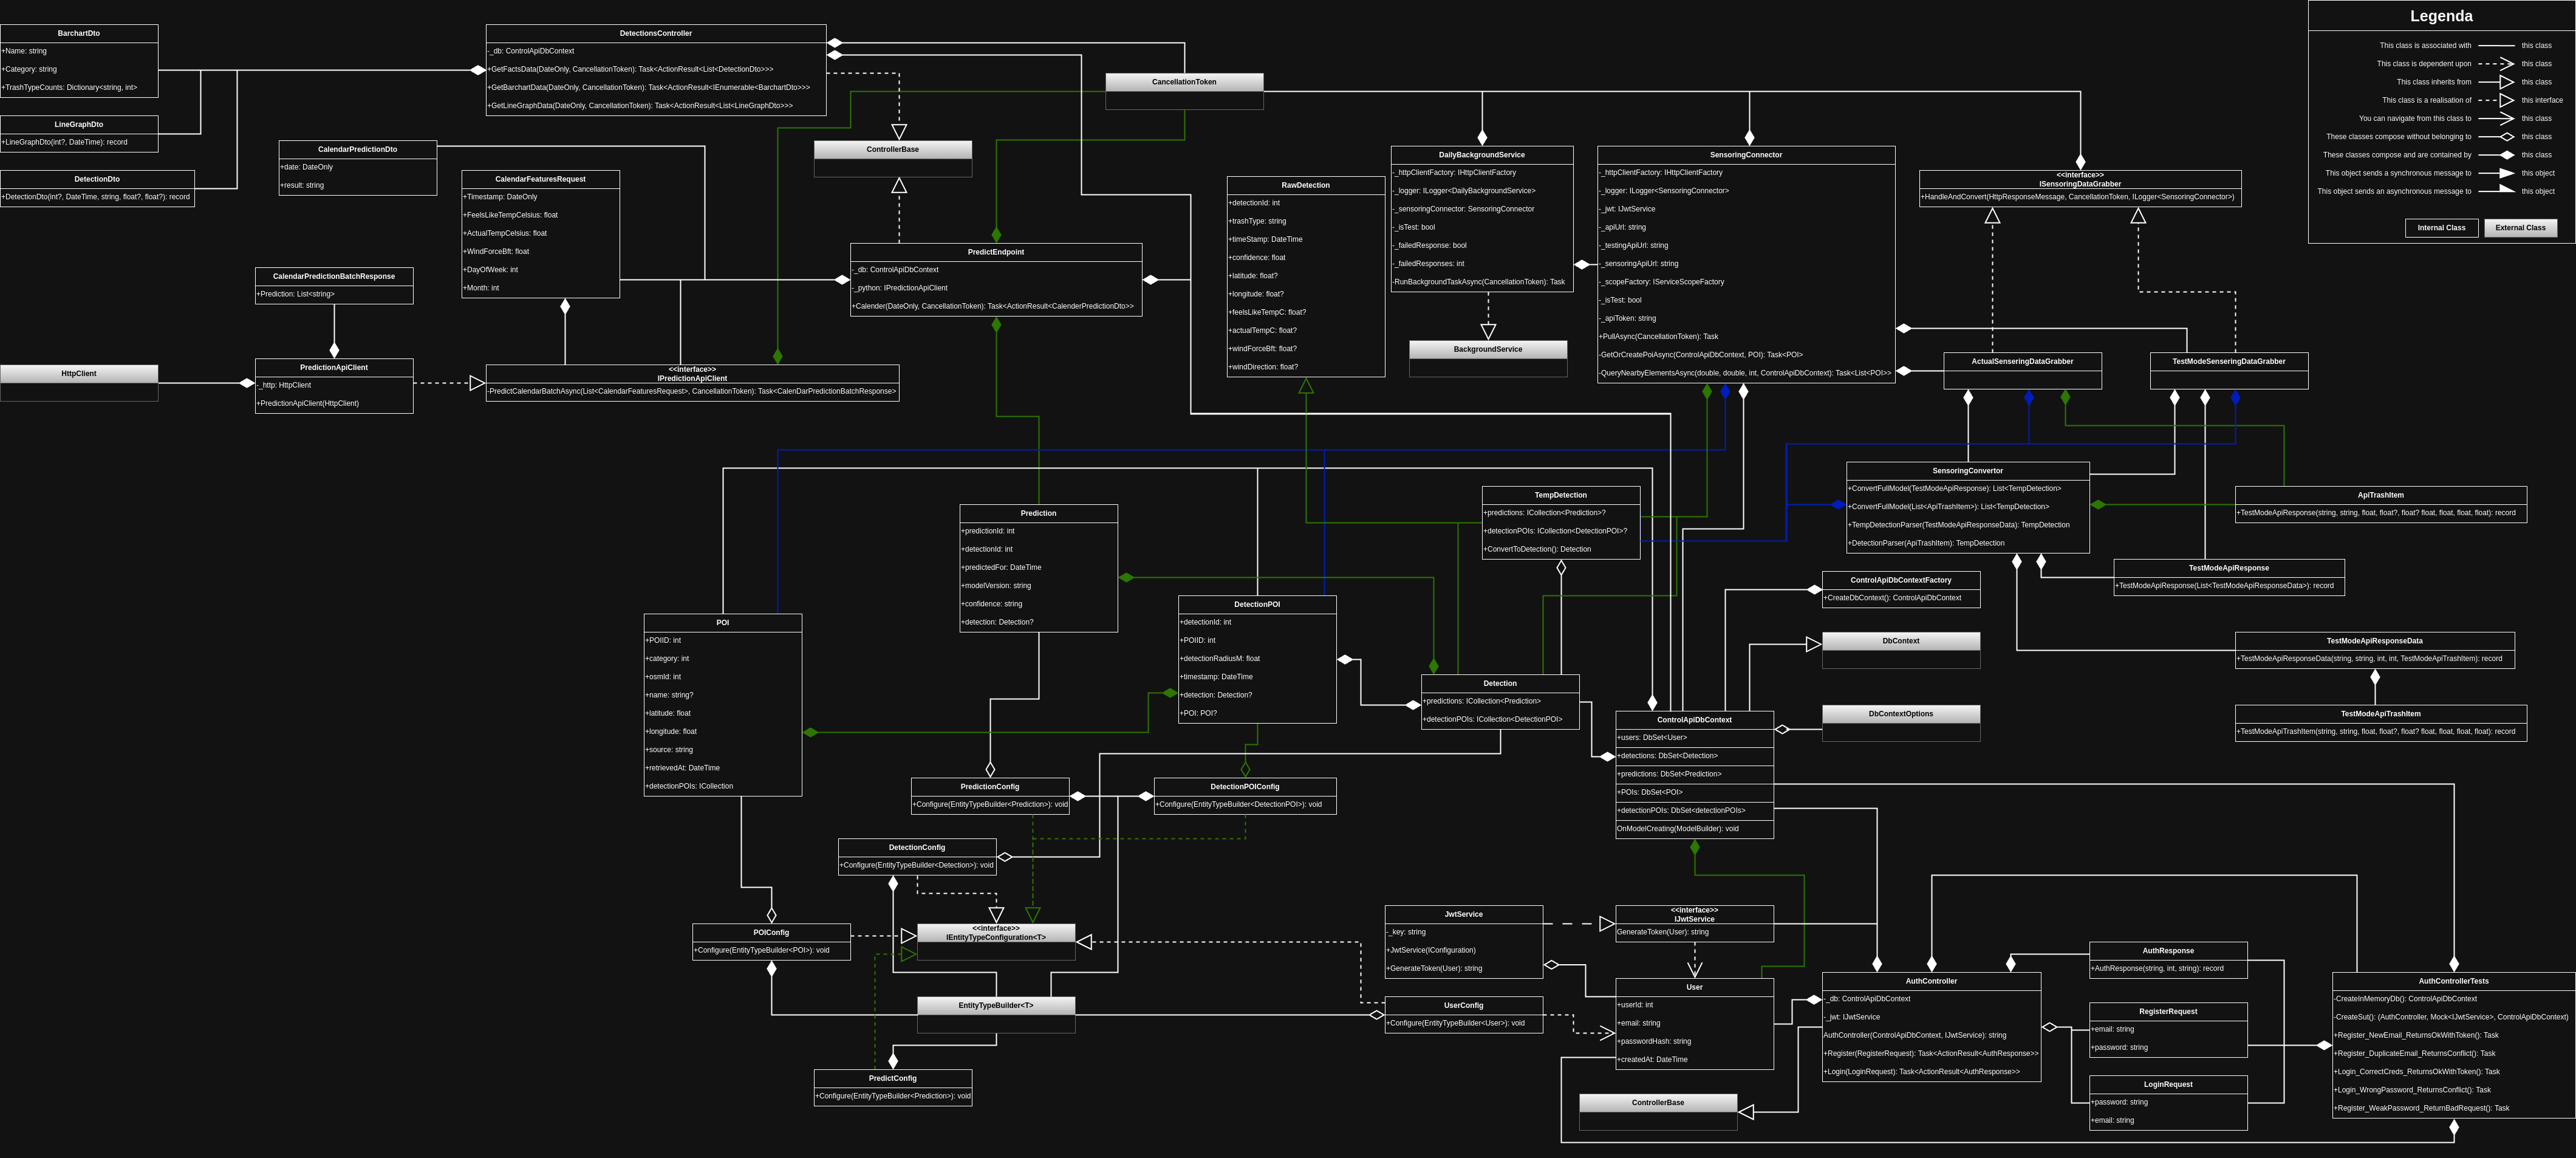 Legenda
This class is associated with this class
This class is dependent upon this class
This class inherits from this class
This class is a realisation of this interface
You can navigate from this class to this class
These classes compose without belonging to this class
These classes compose and are contained by this class
This object sends a synchronous message to this object
This object sends an asynchronous message to this object
Internal Class
External Class
BarchartDto
+Name: string
+Category: string
+TrashTypeCounts: Dictionary<string, int>
LineGraphDto
+LineGraphDto(int?, DateTime): record
DetectionDto
+DetectionDto(int?, DateTime, string, float?, float?): record
DetectionsController
-_db: ControlApiDbContext
+GetFactsData(DateOnly, CancellationToken): Task<ActionResult<List<DetectionDto>>>
+GetBarchartData(DateOnly, CancellationToken): Task<ActionResult<IEnumerable<BarchartDto>>>
+GetLineGraphData(DateOnly, CancellationToken): Task<ActionResult<List<LineGraphDto>>>
CancellationToken
ControllerBase
CalendarPredictionDto
+date: DateOnly
+result: string
CalendarFeaturesRequest
+Timestamp: DateOnly
+FeelsLikeTempCelsius: float
+ActualTempCelsius: float
+WindForceBft: float
+DayOfWeek: int
+Month: int
PredictEndpoint
-_db: ControlApiDbContext
-_python: IPredictionApiClient
+Calender(DateOnly, CancellationToken): Task<ActionResult<CalenderPredictionDto>>
CalendarPredictionBatchResponse
+Prediction: List<string>
HttpClient
PredictionApiClient
-_http: HttpClient
+PredictionApiClient(HttpClient)
<<interface>>
IPredictionApiClient
-PredictCalendarBatchAsync(List<CalendarFeaturesRequest>, CancellationToken): Task<CalenDarPredictionBatchResponse>
RawDetection
+detectionId: int
+trashType: string
+timeStamp: DateTime
+confidence: float
+latitude: float?
+longitude: float?
+feelsLikeTempC: float?
+actualTempC: float?
+windForceBft: float?
+windDirection: float?
DailyBackgroundService
-_httpClientFactory: IHttpClientFactory
-_logger: ILogger<DailyBackgroundService>
-_sensoringConnector: SensoringConnector
-_isTest: bool
-_failedResponse: bool
-_failedResponses: int
-RunBackgroundTaskAsync(CancellationToken): Task
BackgroundService
SensoringConnector
-_httpClientFactory: IHttpClientFactory
-_logger: ILogger<SensoringConnector>
-_jwt: IJwtService
-_apiUrl: string
-_testingApiUrl: string
-_sensoringApiUrl: string
-_scopeFactory: IServiceScopeFactory
-_isTest: bool
-_apiToken: string
+PullAsync(CancellationToken): Task
-GetOrCreatePoiAsync(ControlApiDbContext, POI): Task<POI>
-QueryNearbyElementsAsync(double, double, int, ControlApiDbContext): Task<List<POI>>
<<interface>>
ISensoringDataGrabber
+HandleAndConvert(HttpResponseMessage, CancellationToken, ILogger<SensoringConnector>)
ActualSenseringDataGrabber
TestModeSenseringDataGrabber
SensoringConvertor
+ConvertFullModel(TestModeApiResponse): List<TempDetection>
+ConvertFullModel(List<ApiTrashItem>): List<TempDetection>
+TempDetectionParser(TestModeApiResponseData): TempDetection
+DetectionParser(ApiTrashItem): TempDetection
ApiTrashItem
+TestModeApiResponse(string, string, float?, float? float, float, float, float): record
TestModeApiResponse
+TestModeApiResponse(List<TestModeApiResponseData>): record
TestModeApiResponseData
+TestModeApiResponseData(string, string, int, int, TestModeApiTrashItem): record
TestModeApiTrashItem
+TestModeApiTrashItem(string, string, float?, float? float, float, float, float): record
Prediction
+predictionId: int
+detectionId: int
+predictedFor: DateTime
+modelVersion: string
+confidence: string
+detection: Detection?
TempDetection
+predictions: ICollection<Prediction>?
+detectionPOIs: ICollection<DetectionPOI>?
+ConvertToDetection(): Detection
DetectionPOI
+detectionId: int
+POIID: int
+detectionRadiusM: float
+timestamp: DateTime
+detection: Detection?
+POI: POI?
POI
+POIID: int
+category: int
+osmId: int
+name: string?
+latitude: float
+longitude: float
+source: string
+retrievedAt: DateTime
+detectionPOIs: ICollection
Detection
+predictions: ICollection<Prediction>
+detectionPOIs: ICollection<DetectionPOI>
ControlApiDbContextFactory
+CreateDbContext(): ControlApiDbContext
DbContext
DbContextOptions
ControlApiDbContext
+users: DbSet<User>
+detections: DbSet<Detection>
+predictions: DbSet<Prediction>
+POIs: DbSet<POI>
+detectionPOIs: DbSet<detectionPOIs>
OnModelCreating(ModelBuilder): void
PredictionConfig
+Configure(EntityTypeBuilder<Prediction>): void
DetectionPOIConfig
+Configure(EntityTypeBuilder<DetectionPOI>): void
DetectionConfig
+Configure(EntityTypeBuilder<Detection>): void
POIConfig
+Configure(EntityTypeBuilder<POI>): void
<<interface>>
IEntityTypeConfiguration<T>
EntityTypeBuilder<T>
PredictConfig
+Configure(EntityTypeBuilder<Prediction>): void
JwtService
-_key: string
+JwtService(IConfiguration)
+GenerateToken(User): string
UserConfig
+Configure(EntityTypeBuilder<User>): void
<<interface>>
IJwtService
GenerateToken(User): string
User
+userId: int
+email: string
+passwordHash: string
+createdAt: DateTime
ControllerBase
AuthController
-_db: ControlApiDbContext
-_jwt: IJwtService
AuthController(ControlApiDbContext, IJwtService): string
+Register(RegisterRequest): Task<ActionResult<AuthResponse>>
+Login(LoginRequest): Task<ActionResult<AuthResponse>>
AuthResponse
+AuthResponse(string, int, string): record
RegisterRequest
+email: string
+password: string
LoginRequest
+password: string
+email: string
AuthControllerTests
-CreateInMemoryDb(): ControlApiDbContext
-CreateSut(): (AuthController, Mock<IJwtService>, ControlApiDbContext)
+Register_NewEmail_ReturnsOkWithToken(): Task
+Register_DuplicateEmail_ReturnsConflict(): Task
+Login_CorrectCreds_ReturnsOkWithToken(): Task
+Login_WrongPassword_ReturnsConflict(): Task
+Register_WeakPassword_ReturnBadRequest(): Task